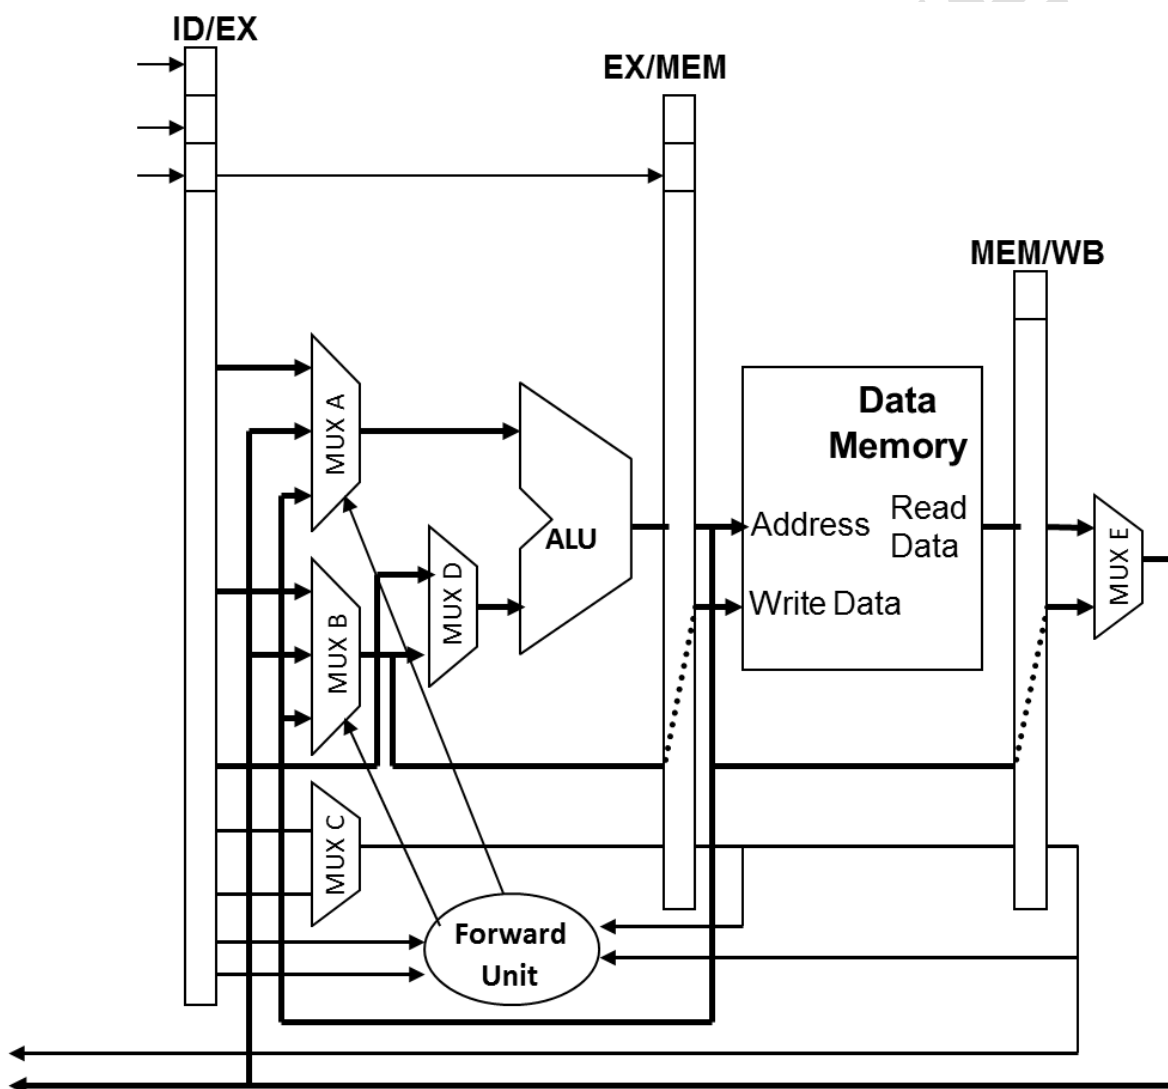 ID/EX
EX/MEM
MEM/WB
MUX A
Data
Memory
Read
Data
Address
ALU
MUX D
MUX E
Write Data
MUX B
MUX C
Forward
Unit